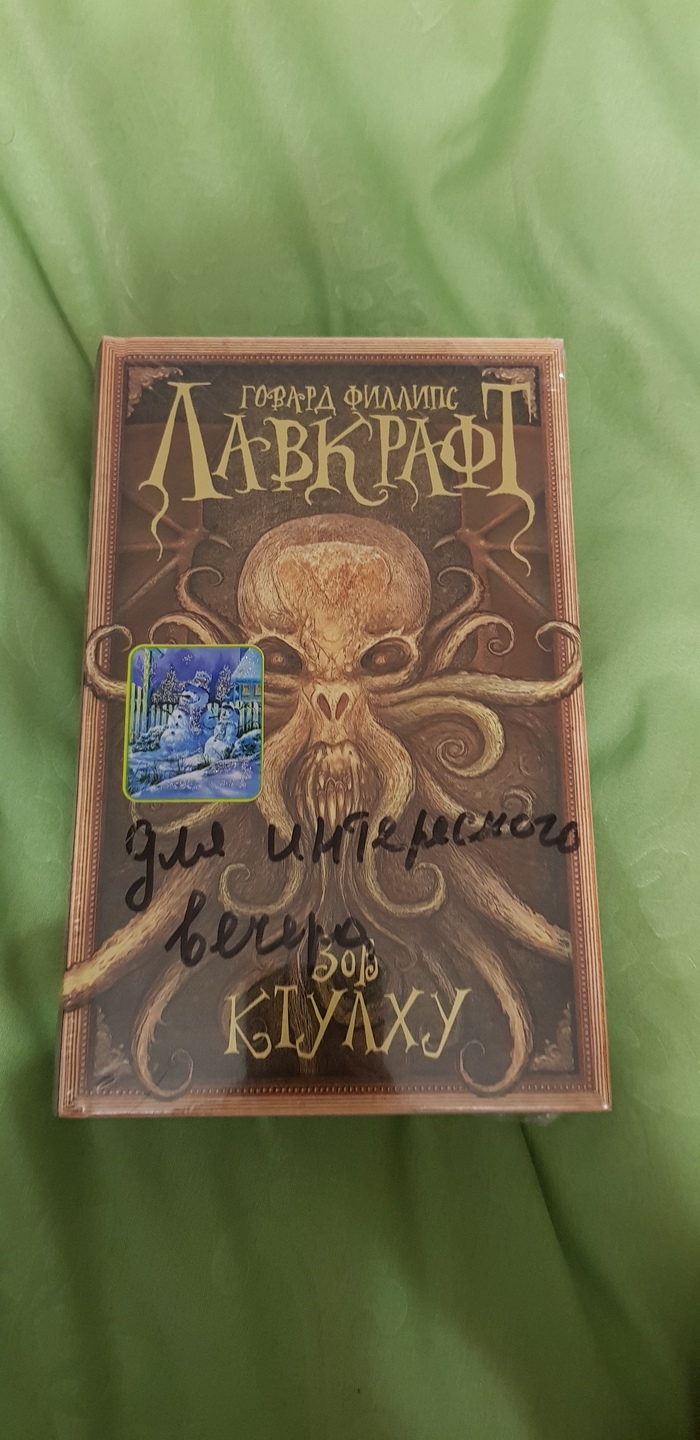 ГОВАРД ФИЛЛИПС
ЛАВКРАФТ
Для интересного
вечера
ЗОВ
КТУЛХУ